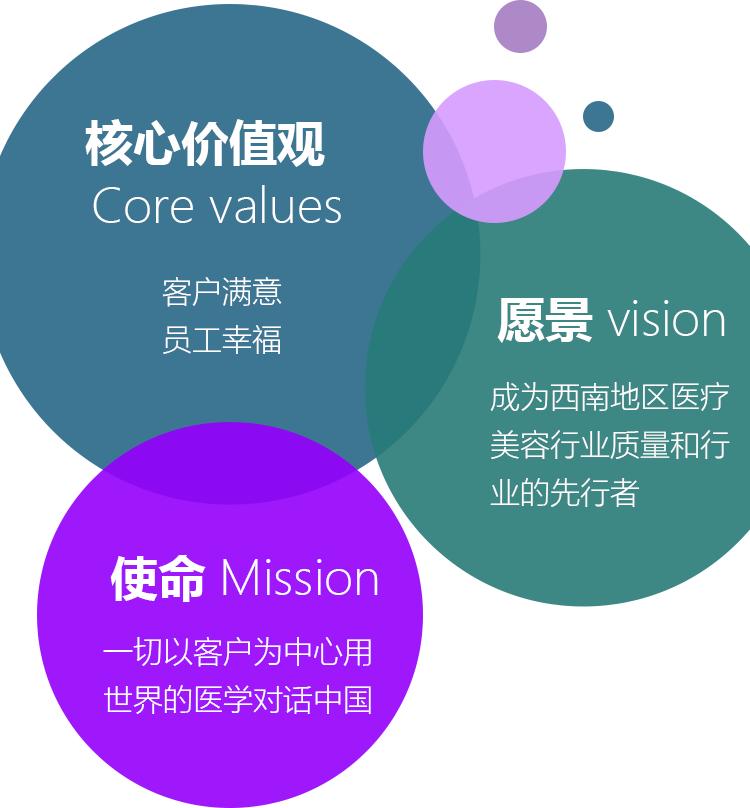 核心价值观
Core values
客户满意
员工幸福
愿景 vision
成为西南地区医疗
美容行业质量和行
业的先行者
使命 Mission
一切以客户为中心用
世界的医学对话中国